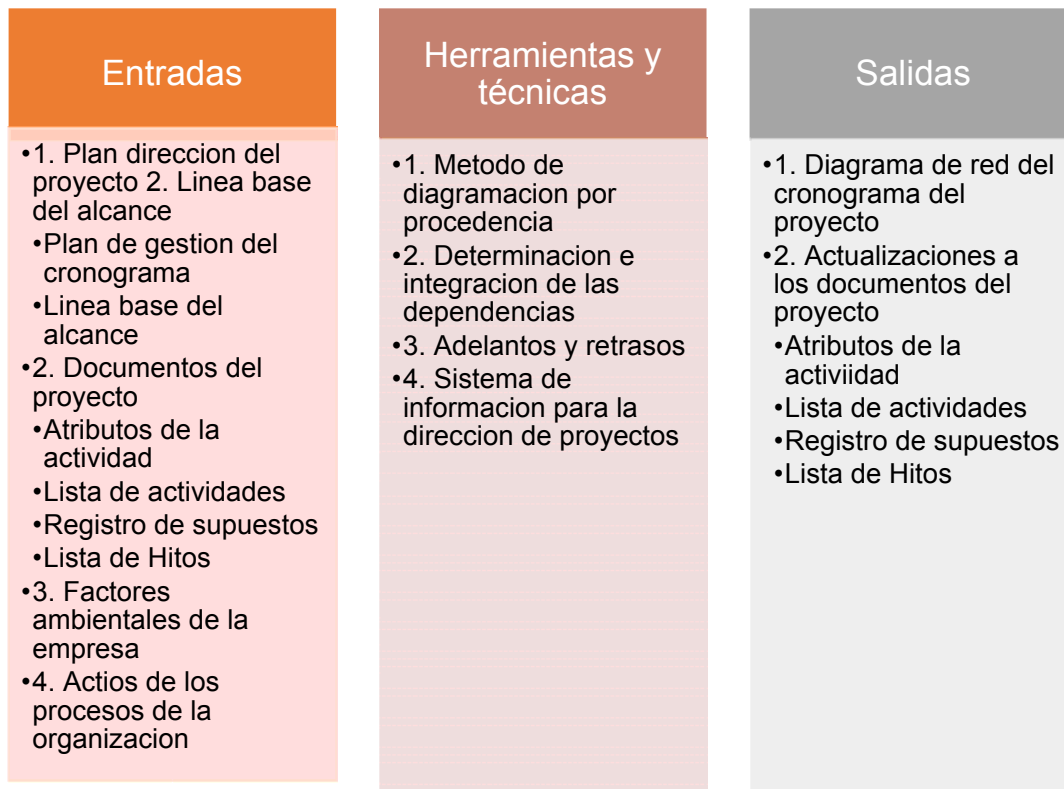 Entradas
•1. Plan direccion del
proyecto 2. Linea base
del alcance
•Plan de gestion del
cronograma
•Linea base del
alcance
•2. Documentos del
proyecto
•Atributos de la
actividad
•Lista de actividades
•Registro de supuestos
•Lista de Hitos
•3. Factores
ambientales de la
empresa
•4. Actios de los
procesos de la
organizacion
Herramientas y
técnicas
•1. Metodo de
diagramacion por
procedencia
•2. Determinacion e
integracion de las
dependencias
•3. Adelantos y retrasos
•4. Sistema de
informacion para la
direccion de proyectos
Salidas
•1. Diagrama de red del
cronograma del
proyecto
•2. Actualizaciones a
los documentos del
proyecto
•Atributos de la
activiidad
•Lista de actividades
•Registro de supuestos
•Lista de Hitos